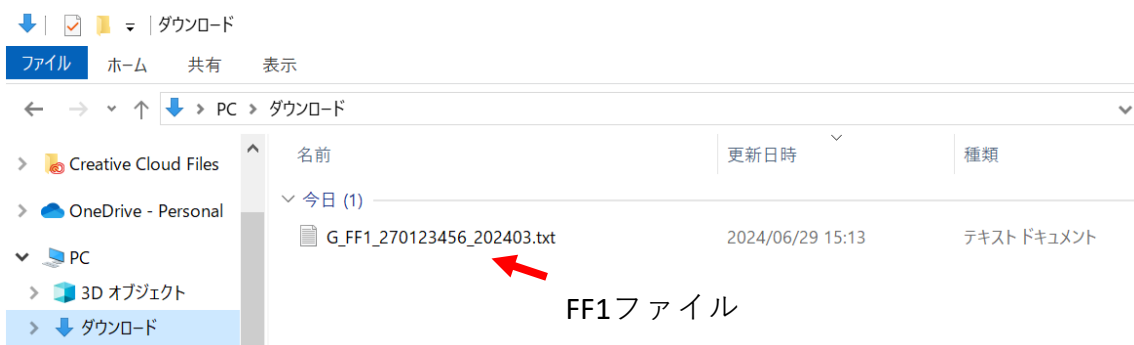 ダウンロード
ファイル ホーム 共有 表示
PC ダウンロード
名前 更新日時 種類
Creative Cloud Files
今日 (1)
OneDrive - Personal
G_FF1_270123456_202403.txt 2024/06/29 15:13 テキスト ドキュメント
PC
3D オブジェクト
FF1ファイル
ダウンロード